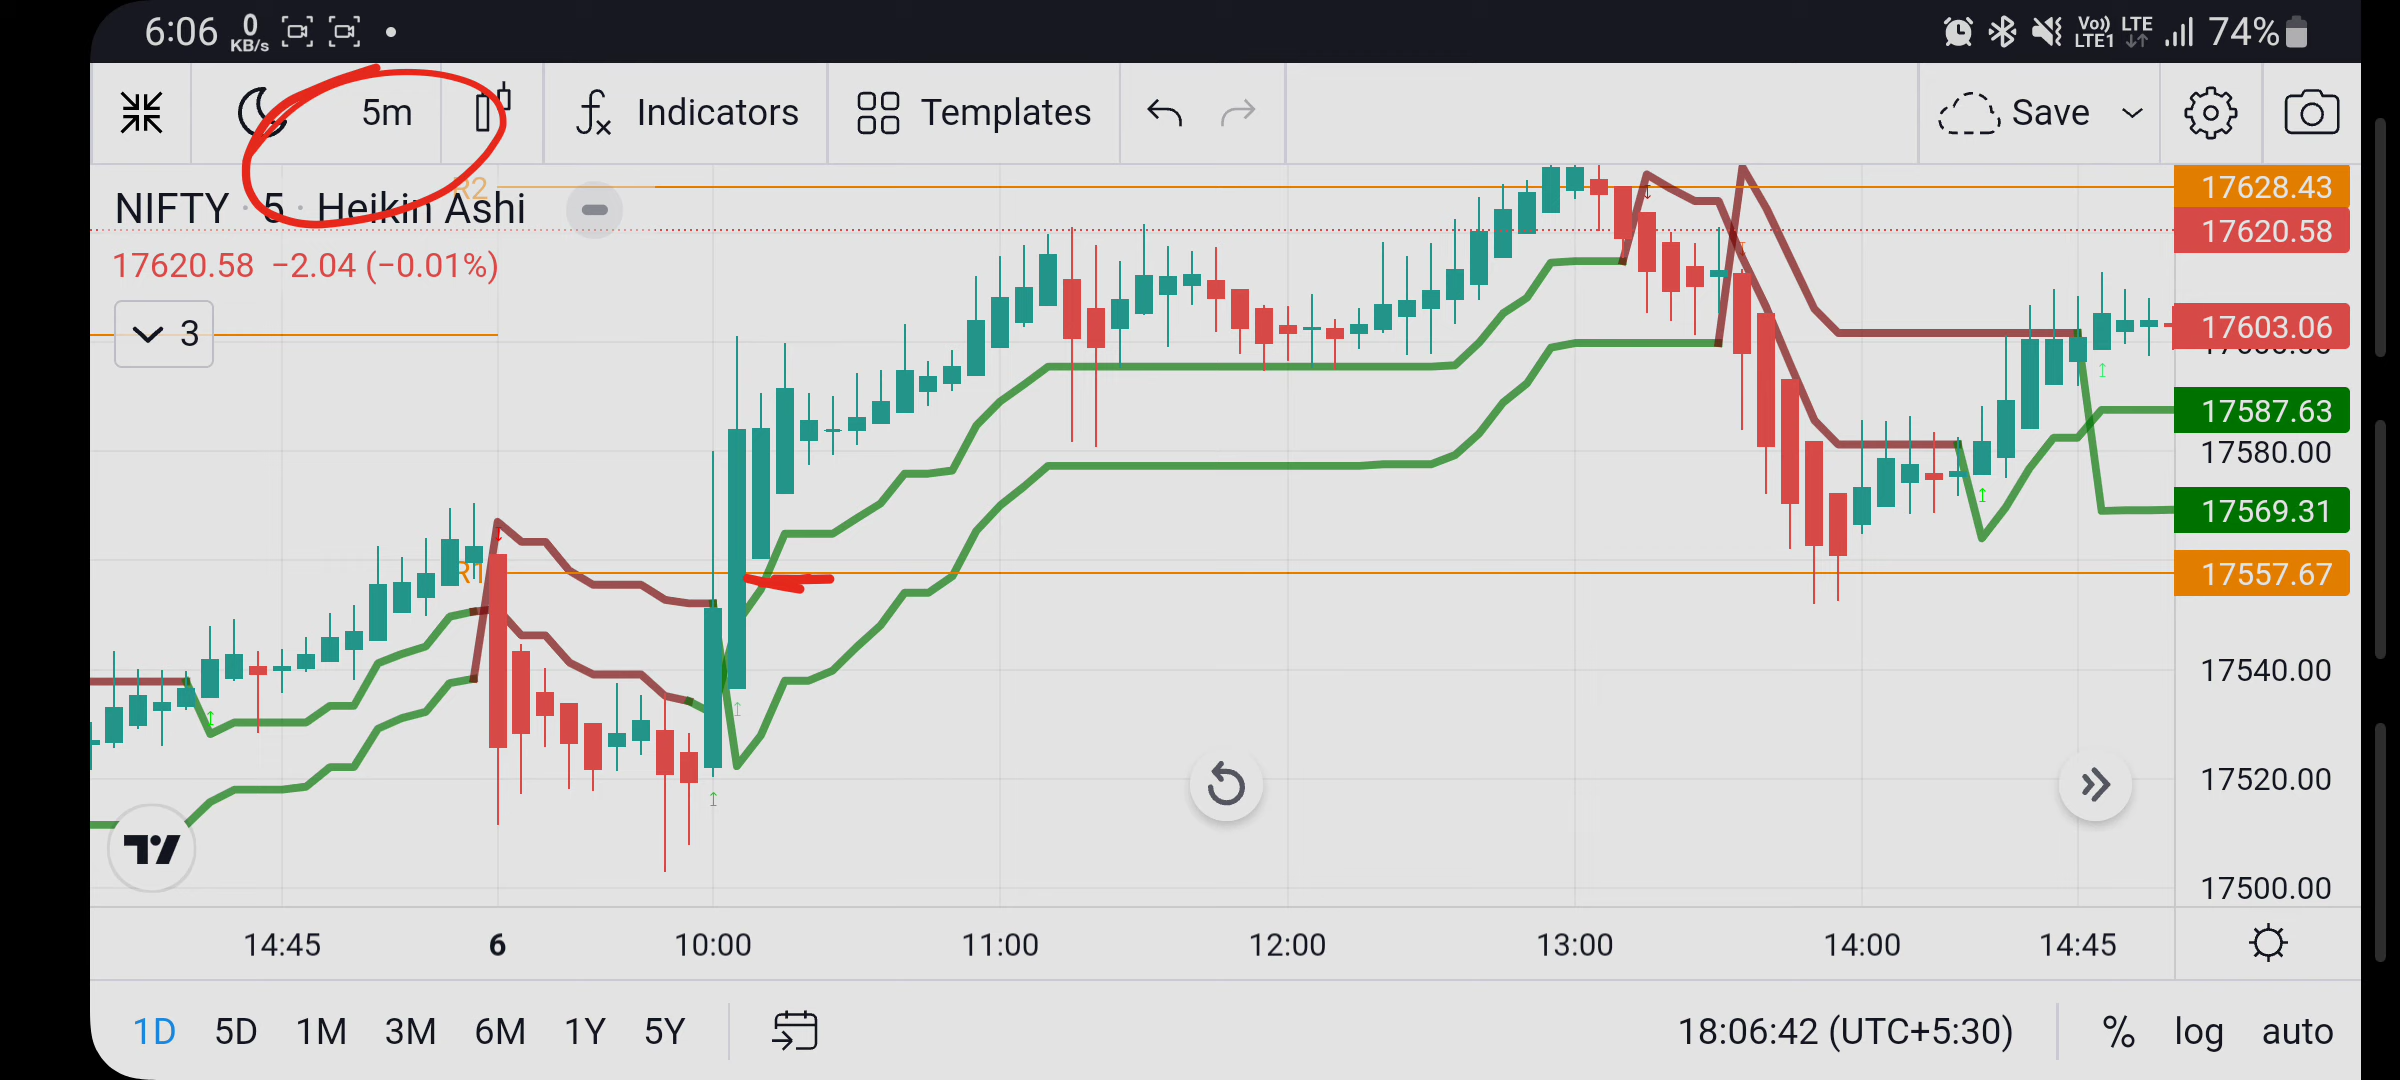 6:06 0 KB/s Vo)) LTE1 LTE 74%
5m Indicators Templates Save
R2
NIFTY · 5 · Heikin Ashi
17628.43
17620.58
17620.58 −2.04 (−0.01%)
3
17603.06
17587.63
17580.00
17569.31
R1
17557.67
17540.00
17520.00
17500.00
14:45 6 10:00 11:00 12:00 13:00 14:00 14:45
1D 5D 1M 3M 6M 1Y 5Y 18:06:42 (UTC+5:30) % log auto